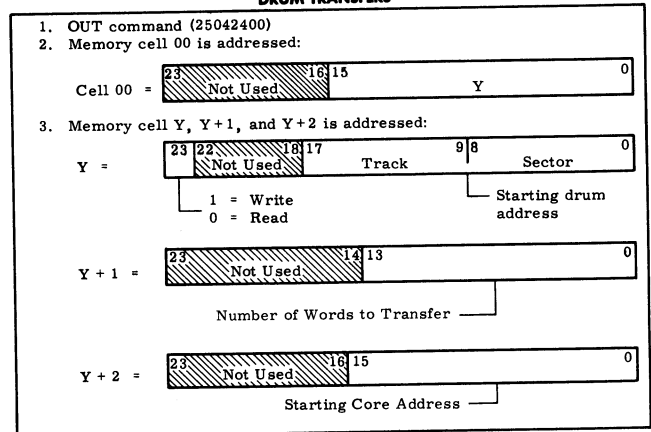 DRUM TRANSFERS
1. OUT command (25042400)
2. Memory cell 00 is addressed:
Cell 00 = 23 Not Used 16 15 Y 0
3. Memory cell Y, Y+1, and Y+2 is addressed:
Y = 23 22 Not Used 18 17 Track 9 8 Sector 0
1 = Write
0 = Read
Starting drum
address
Y + 1 = 23 Not Used 14 13 0
Number of Words to Transfer
Y + 2 = 23 Not Used 16 15 0
Starting Core Address